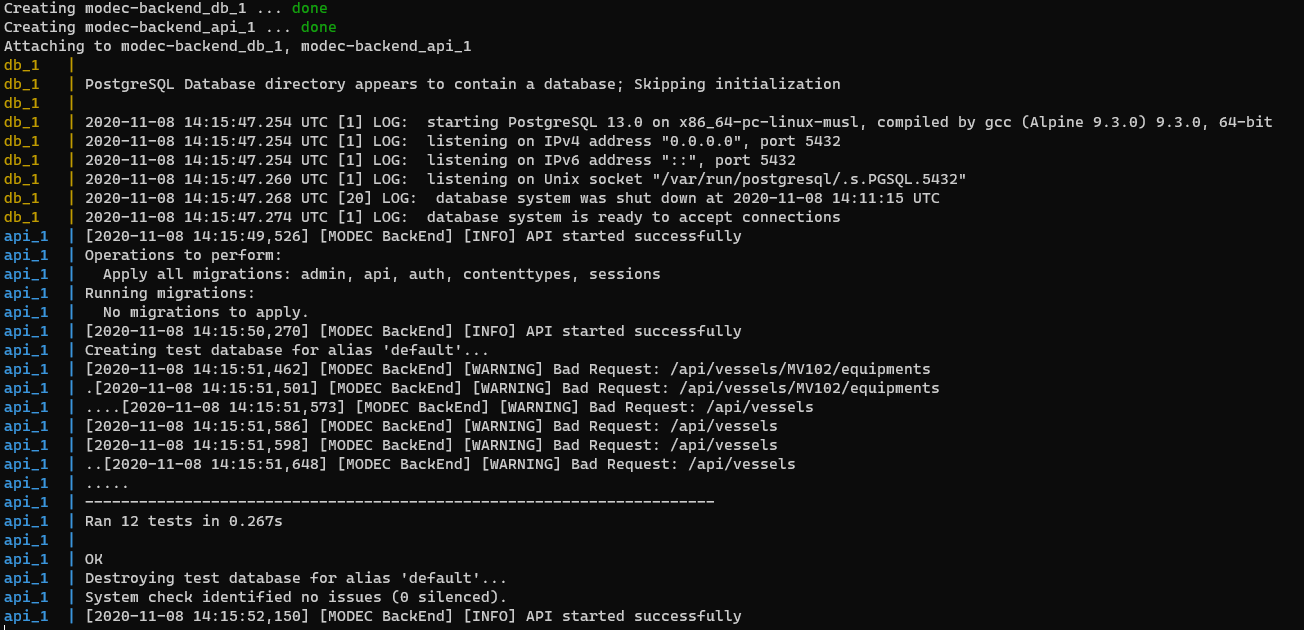 Creating modec-backend_db_1 ... done
Creating modec-backend_api_1 ... done
Attaching to modec-backend_db_1, modec-backend_api_1
db_1   |
db_1   | PostgreSQL Database directory appears to contain a database; Skipping initialization
db_1   |
db_1   | 2020-11-08 14:15:47.254 UTC [1] LOG:  starting PostgreSQL 13.0 on x86_64-pc-linux-musl, compiled by gcc (Alpine 9.3.0) 9.3.0, 64-bit
db_1   | 2020-11-08 14:15:47.254 UTC [1] LOG:  listening on IPv4 address "0.0.0.0", port 5432
db_1   | 2020-11-08 14:15:47.254 UTC [1] LOG:  listening on IPv6 address "::", port 5432
db_1   | 2020-11-08 14:15:47.260 UTC [1] LOG:  listening on Unix socket "/var/run/postgresql/.s.PGSQL.5432"
db_1   | 2020-11-08 14:15:47.268 UTC [20] LOG:  database system was shut down at 2020-11-08 14:11:15 UTC
db_1   | 2020-11-08 14:15:47.274 UTC [1] LOG:  database system is ready to accept connections
api_1  | [2020-11-08 14:15:49,526] [MODEC BackEnd] [INFO] API started successfully
api_1  | Operations to perform:
api_1  |   Apply all migrations: admin, api, auth, contenttypes, sessions
api_1  | Running migrations:
api_1  |   No migrations to apply.
api_1  | [2020-11-08 14:15:50,270] [MODEC BackEnd] [INFO] API started successfully
api_1  | Creating test database for alias 'default'...
api_1  | [2020-11-08 14:15:51,462] [MODEC BackEnd] [WARNING] Bad Request: /api/vessels/MV102/equipments
api_1  | .[2020-11-08 14:15:51,501] [MODEC BackEnd] [WARNING] Bad Request: /api/vessels/MV102/equipments
api_1  | ....[2020-11-08 14:15:51,573] [MODEC BackEnd] [WARNING] Bad Request: /api/vessels
api_1  | [2020-11-08 14:15:51,586] [MODEC BackEnd] [WARNING] Bad Request: /api/vessels
api_1  | [2020-11-08 14:15:51,598] [MODEC BackEnd] [WARNING] Bad Request: /api/vessels
api_1  | ..[2020-11-08 14:15:51,648] [MODEC BackEnd] [WARNING] Bad Request: /api/vessels
api_1  | .....
api_1  | ----------------------------------------------------------------------
api_1  | Ran 12 tests in 0.267s
api_1  |
api_1  | OK
api_1  | Destroying test database for alias 'default'...
api_1  | System check identified no issues (0 silenced).
api_1  | [2020-11-08 14:15:52,150] [MODEC BackEnd] [INFO] API started successfully